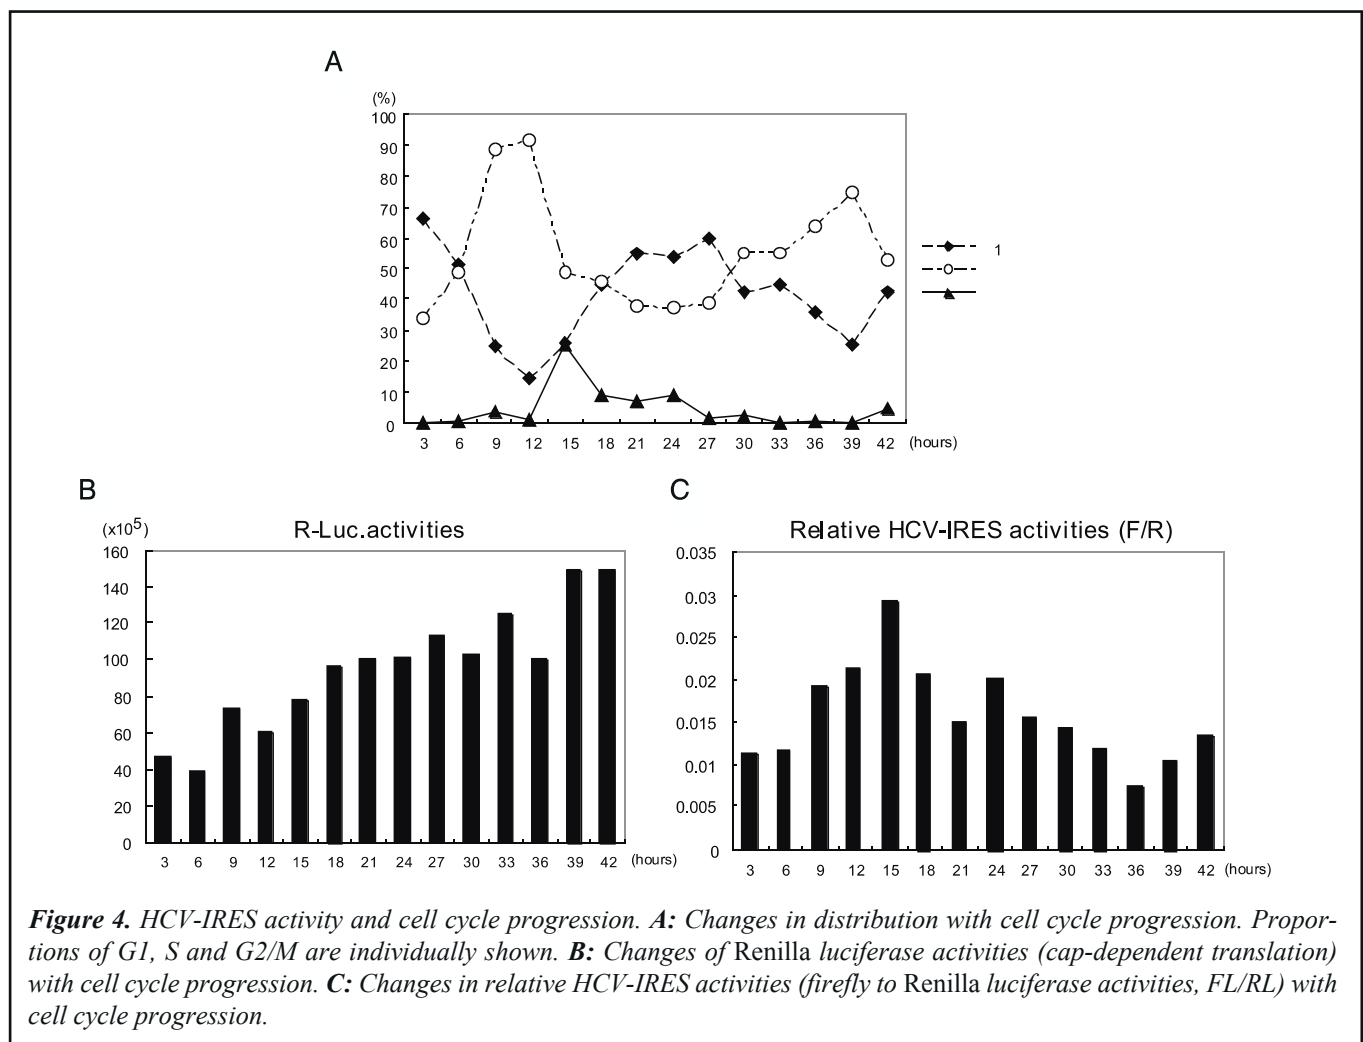 A
(%)
100
90
80
70
60
50
40
30
20
10
0
3 6 9 12 15 18 21 24 27 30 33 36 39 42 (hours)
1
B
(x10⁵)
R-Luc.activities
160
140
120
100
80
60
40
20
0
3 6 9 12 15 18 21 24 27 30 33 36 39 42 (hours)
C
Relative HCV-IRES activities (F/R)
0.035
0.03
0.025
0.02
0.015
0.01
0.005
0
3 6 9 12 15 18 21 24 27 30 33 36 39 42 (hours)
Figure 4. HCV-IRES activity and cell cycle progression. A: Changes in distribution with cell cycle progression. Propor-
tions of G1, S and G2/M are individually shown. B: Changes of Renilla luciferase activities (cap-dependent translation)
with cell cycle progression. C: Changes in relative HCV-IRES activities (firefly to Renilla luciferase activities, FL/RL) with
cell cycle progression.